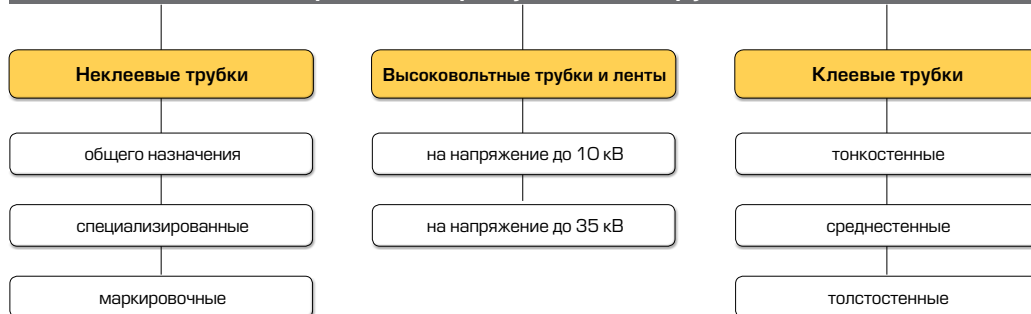 Неклеевые трубки
общего назначения
специализированные
маркировочные
Высоковольтные трубки и ленты
на напряжение до 10 кВ
на напряжение до 35 кВ
Клеевые трубки
тонкостенные
среднестенные
толстостенные